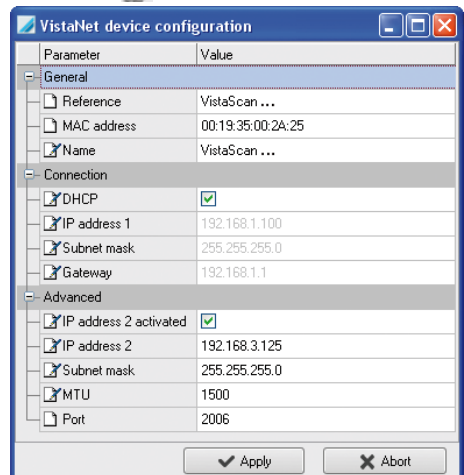 VistaNet device configuration
Parameter Value
General
Reference VistaScan ...
MAC address 00:19:35:00:2A:25
Name VistaScan ...
Connection
DHCP
IP address 1 192.168.1.100
Subnet mask 255.255.255.0
Gateway 192.168.1.1
Advanced
IP address 2 activated
IP address 2 192.168.3.125
Subnet mask 255.255.255.0
MTU 1500
Port 2006
Apply Abort